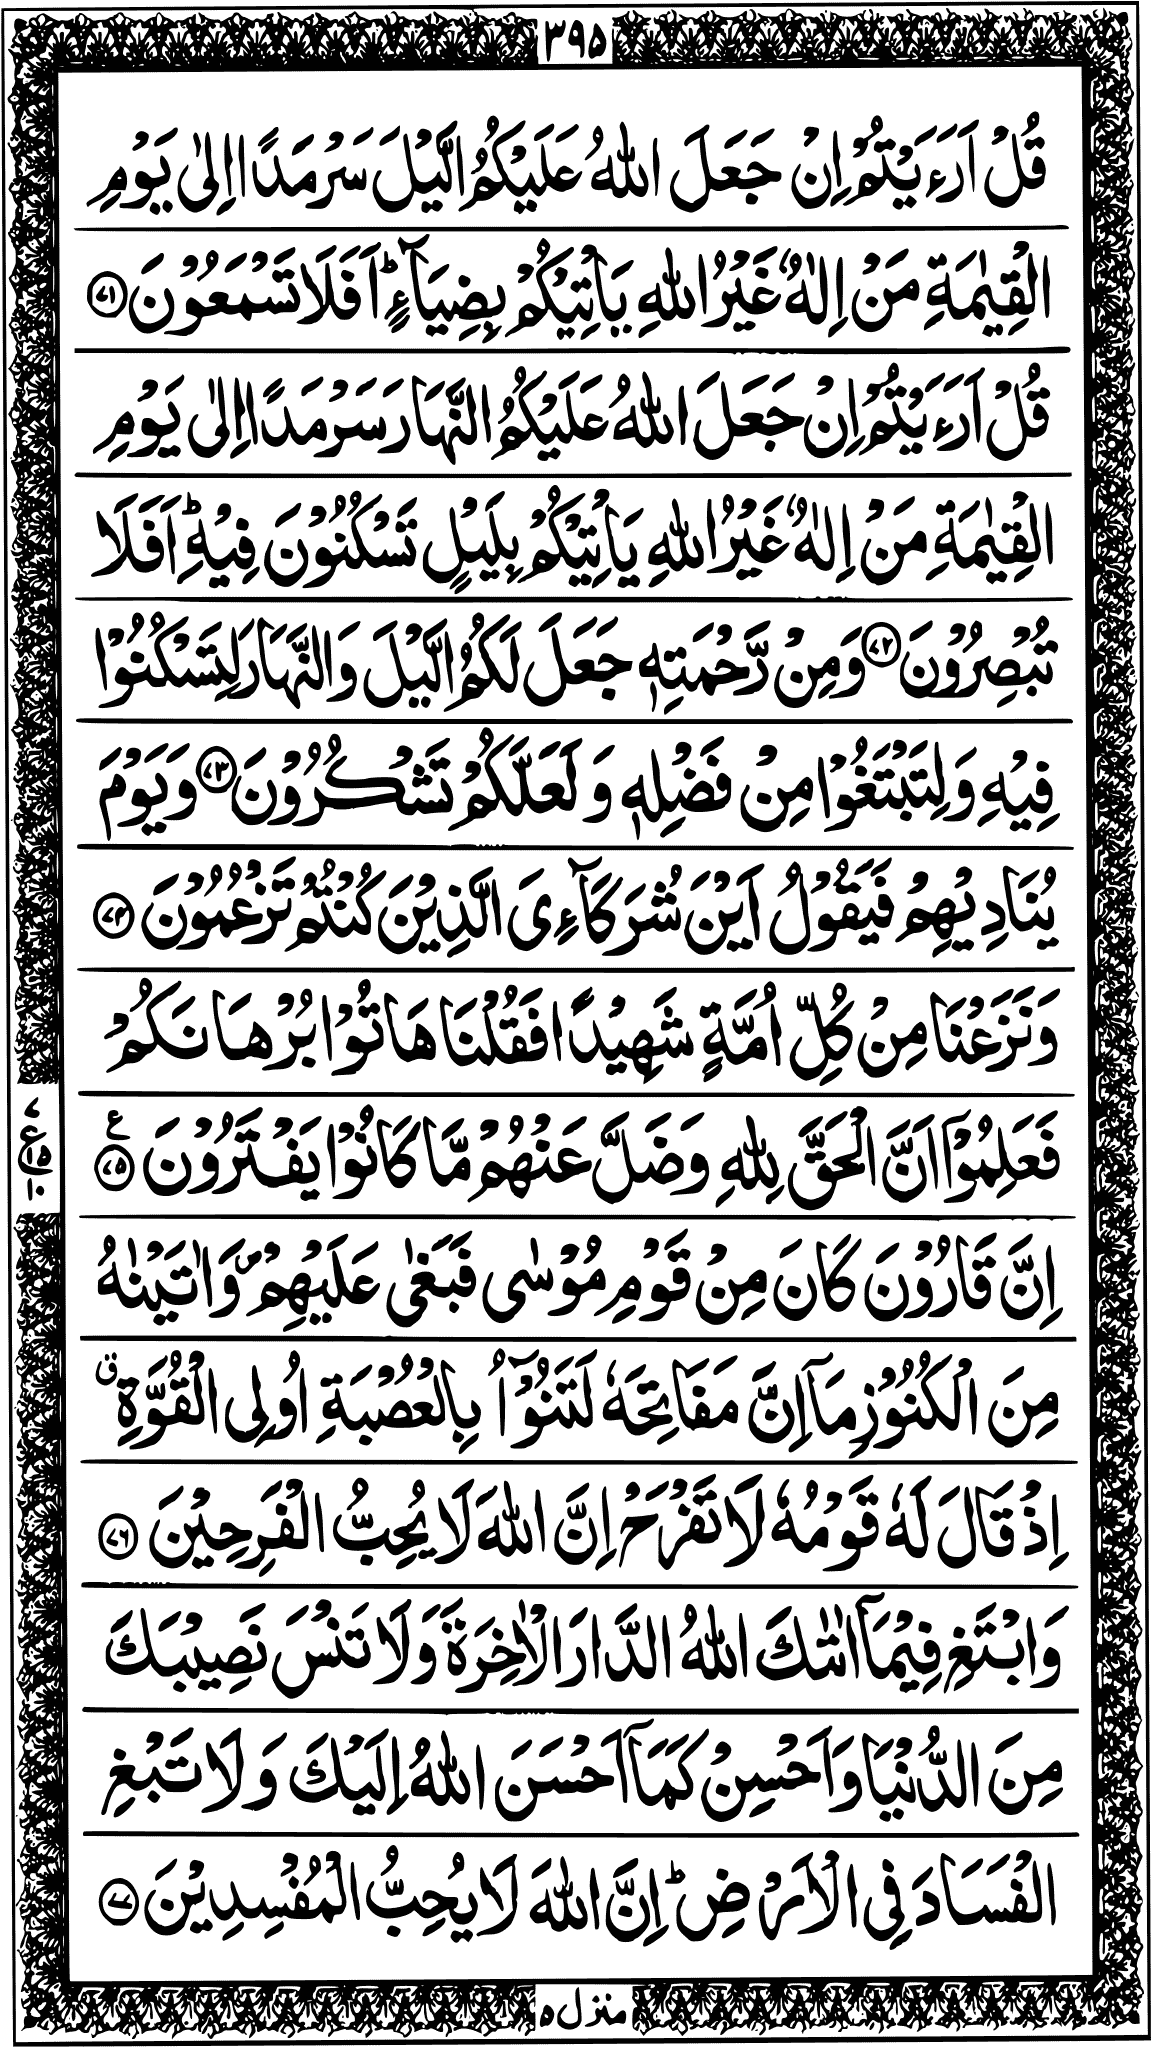 ٣٩٥
قُلْ اَرَءَيْتُمْ اِنْ جَعَلَ اللّٰهُ عَلَيْكُمُ الَّيْلَ سَرْمَدًا اِلٰى يَوْمِ
الْقِيٰمَةِ مَنْ اِلٰهٌ غَيْرُ اللّٰهِ يَاْتِيْكُمْ بِضِيَآءٍ ؕ اَفَلَا تَسْمَعُوْنَ ﴿٧١﴾
قُلْ اَرَءَيْتُمْ اِنْ جَعَلَ اللّٰهُ عَلَيْكُمُ النَّهَارَ سَرْمَدًا اِلٰى يَوْمِ
الْقِيٰمَةِ مَنْ اِلٰهٌ غَيْرُ اللّٰهِ يَاْتِيْكُمْ بِلَيْلٍ تَسْكُنُوْنَ فِيْهِ ؕ اَفَلَا
تُبْصِرُوْنَ ﴿٧٢﴾ وَمِنْ رَّحْمَتِهٖ جَعَلَ لَكُمُ الَّيْلَ وَالنَّهَارَ لِتَسْكُنُوْا
فِيْهِ وَلِتَبْتَغُوْا مِنْ فَضْلِهٖ وَلَعَلَّكُمْ تَشْكُرُوْنَ ﴿٧٣﴾ وَيَوْمَ
يُنَادِيْهِمْ فَيَقُوْلُ اَيْنَ شُرَكَآءِيَ الَّذِيْنَ كُنْتُمْ تَزْعُمُوْنَ ﴿٧٤﴾
وَنَزَعْنَا مِنْ كُلِّ اُمَّةٍ شَهِيْدًا فَقُلْنَا هَاتُوْا بُرْهَانَكُمْ
فَعَلِمُوْۤا اَنَّ الْحَقَّ لِلّٰهِ وَضَلَّ عَنْهُمْ مَّا كَانُوْا يَفْتَرُوْنَ ﴿٧٥﴾ ع
٧
ع ١٥
١٠
اِنَّ قَارُوْنَ كَانَ مِنْ قَوْمِ مُوْسٰى فَبَغٰى عَلَيْهِمْ ۪ وَاٰتَيْنٰهُ
مِنَ الْكُنُوْزِ مَاۤ اِنَّ مَفَاتِحَهٗ لَتَنُوْٓاُ بِالْعُصْبَةِ اُولِى الْقُوَّةِ ۗ ق
اِذْ قَالَ لَهٗ قَوْمُهٗ لَا تَفْرَحْ اِنَّ اللّٰهَ لَا يُحِبُّ الْفَرِحِيْنَ ﴿٧٦﴾
وَابْتَغِ فِيْمَاۤ اٰتٰىكَ اللّٰهُ الدَّارَ الْاٰخِرَةَ وَلَا تَنْسَ نَصِيْبَكَ
مِنَ الدُّنْيَا وَاَحْسِنْ كَمَاۤ اَحْسَنَ اللّٰهُ اِلَيْكَ وَلَا تَبْغِ
الْفَسَادَ فِى الْاَرْضِ ؕ اِنَّ اللّٰهَ لَا يُحِبُّ الْمُفْسِدِيْنَ ﴿٧٧﴾
منزل ٥